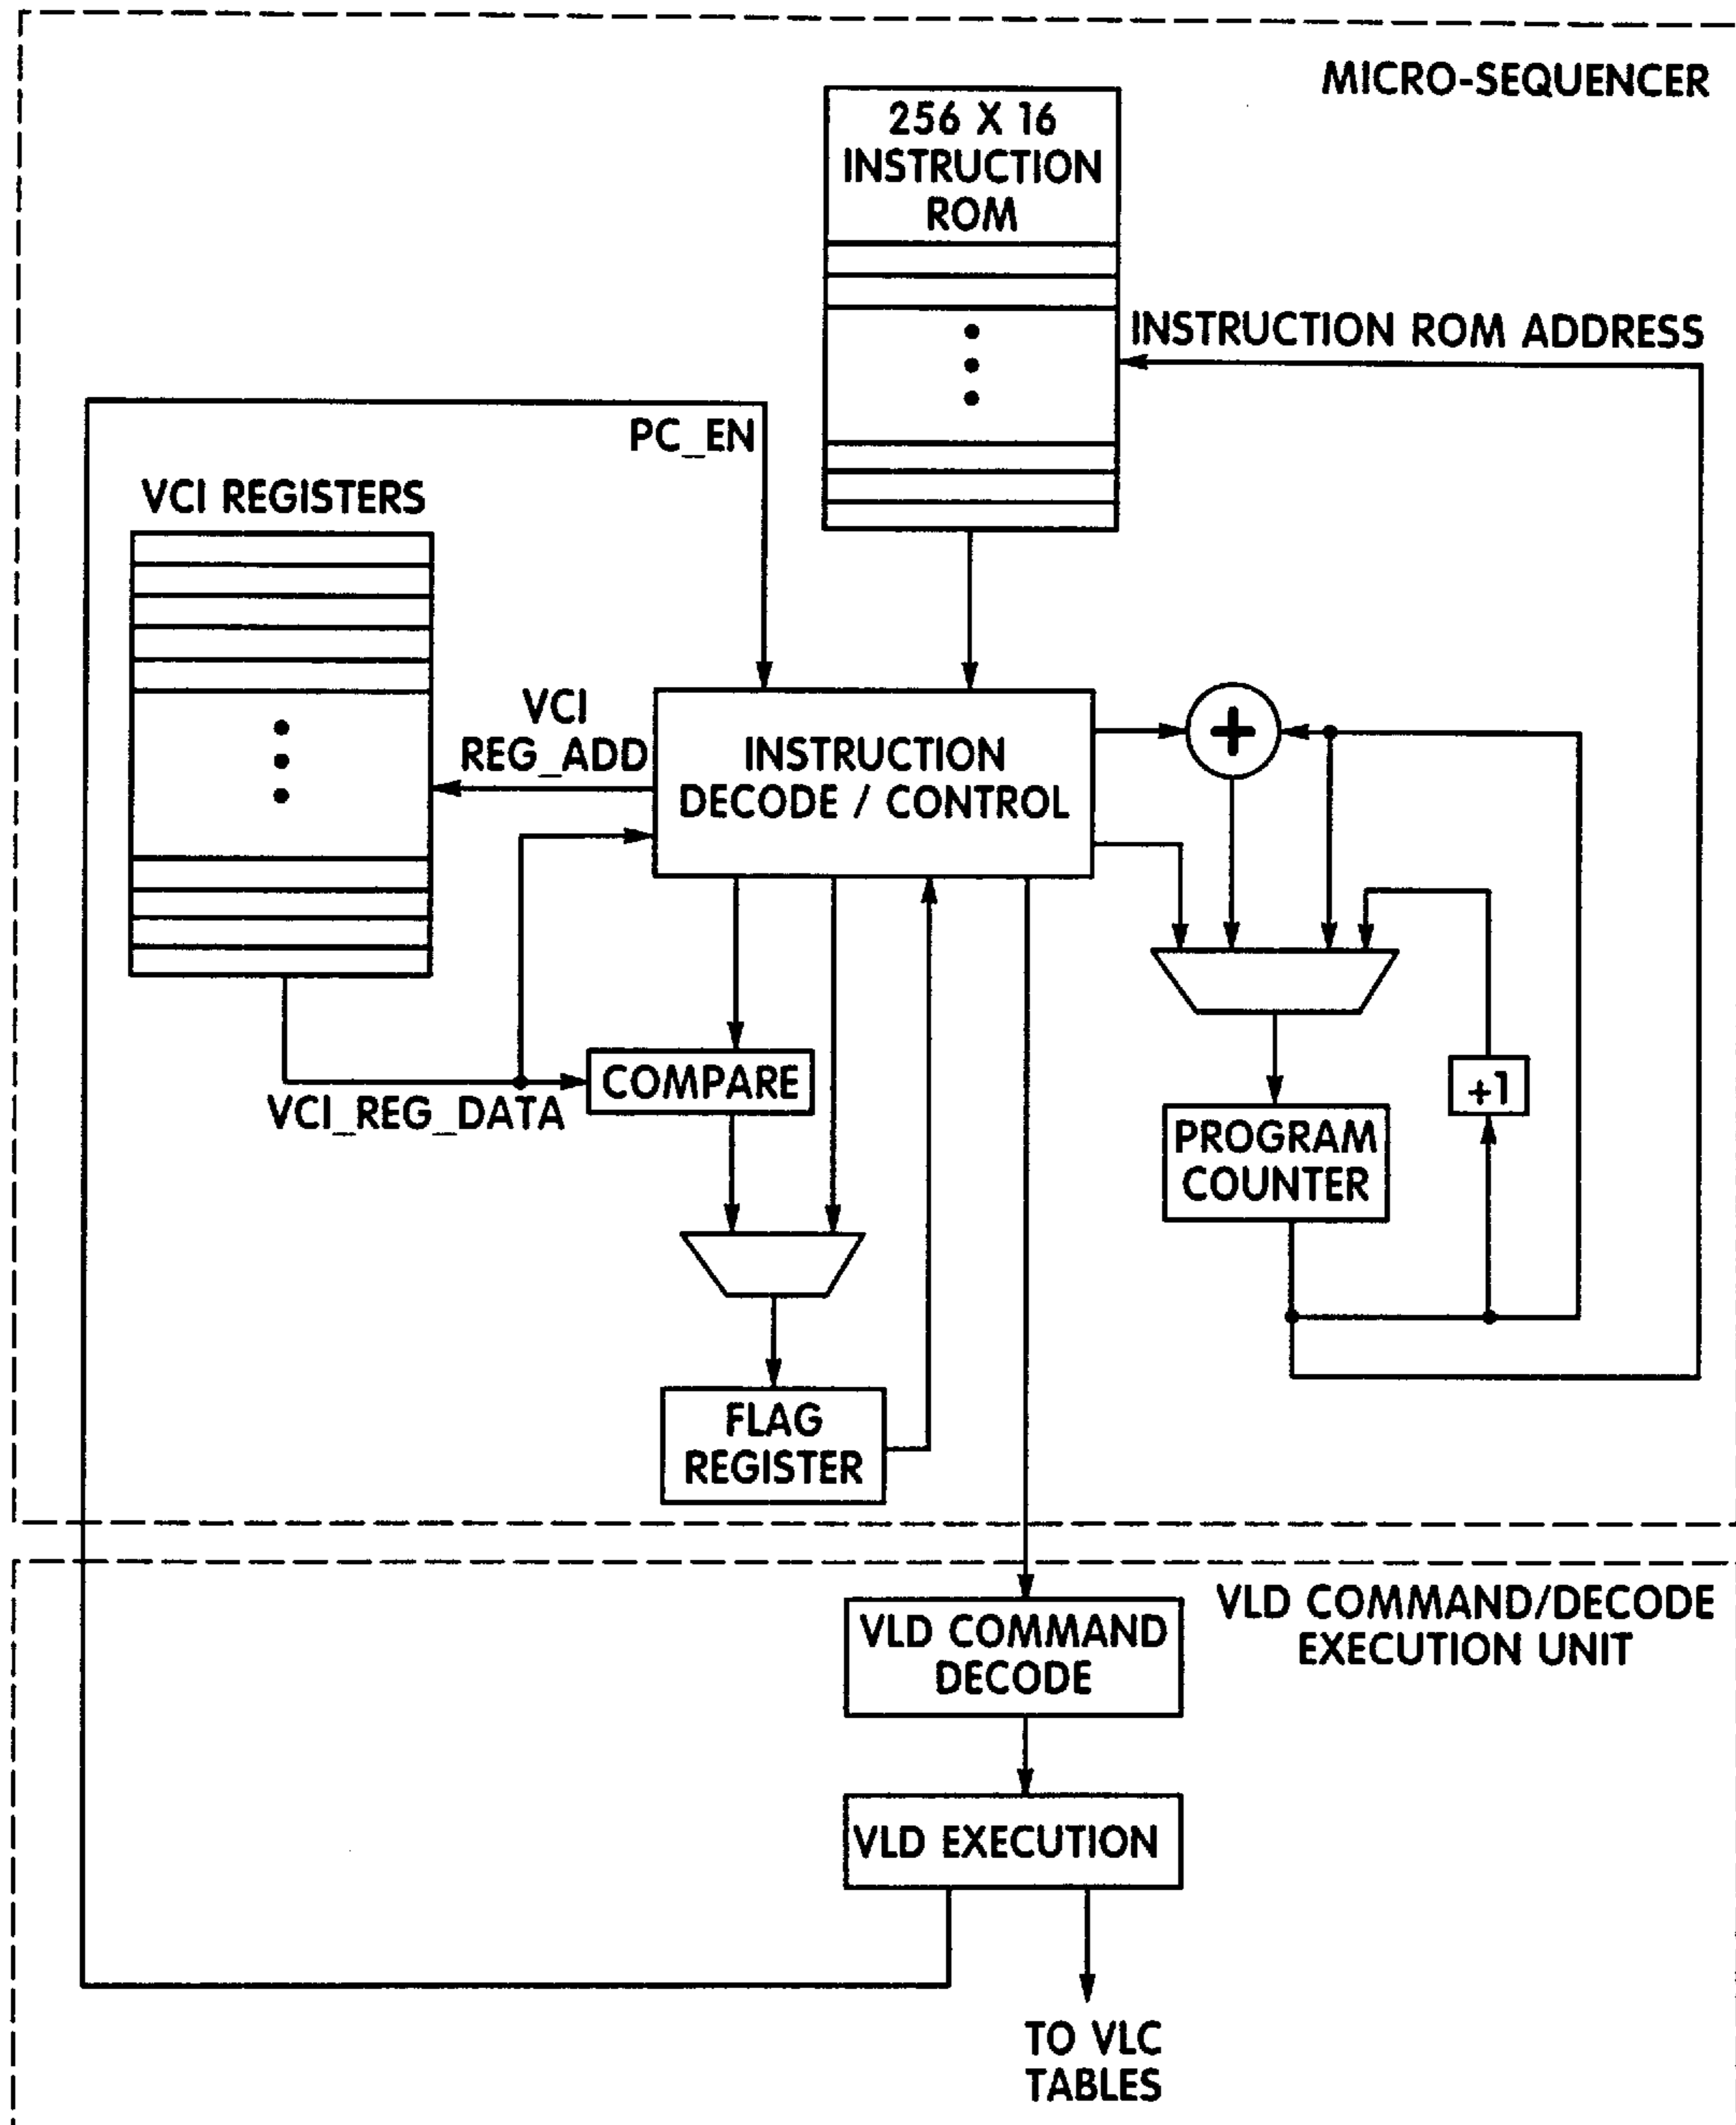 MICRO-SEQUENCER
256 X 16
INSTRUCTION
ROM
INSTRUCTION ROM ADDRESS
PC_EN
VCI REGISTERS
VCI
REG_ADD
INSTRUCTION
DECODE / CONTROL
+
COMPARE
VCI_REG_DATA
+1
PROGRAM
COUNTER
FLAG
REGISTER
VLD COMMAND/DECODE
EXECUTION UNIT
VLD COMMAND
DECODE
VLD EXECUTION
TO VLC
TABLES